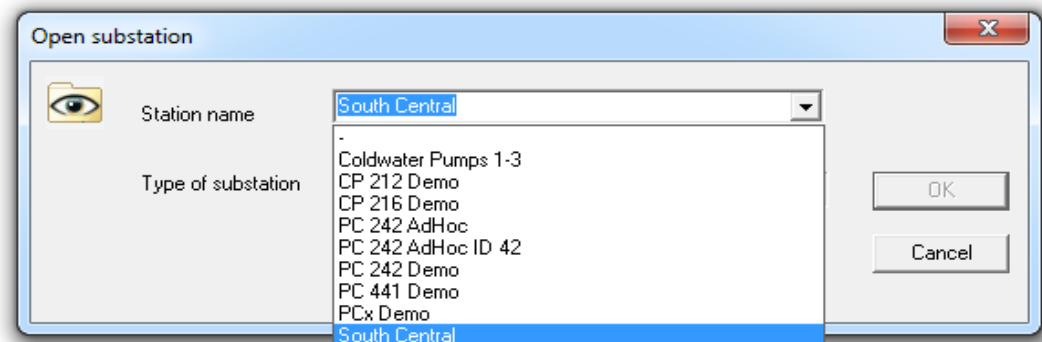 Open substation
Station name
South Central
-
Coldwater Pumps 1-3
CP 212 Demo
Type of substation
CP 216 Demo
OK
PC 242 AdHoc
PC 242 AdHoc ID 42
Cancel
PC 242 Demo
PC 441 Demo
PCx Demo
South Central